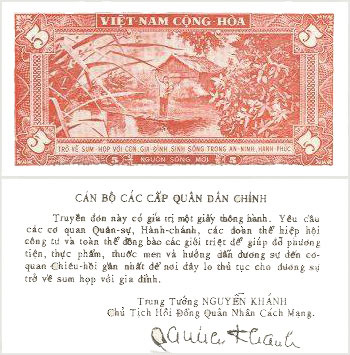 VIỆT-NAM CỘNG-HÒA
5 5
TRỞ VỀ SUM HỌP VỚI CON, GIA ĐÌNH SINH SỐNG TRONG AN-NINH, HẠNH PHÚC
5 5
5 NGUỒN SỐNG MỚI 5
CÁN BỘ CÁC CẤP QUÂN DÂN CHÍNH
Truyền đơn này có giá trị một giấy thông hành. Yêu cầu
các cơ quan Quân-sự, Hành-chánh, các đoàn thể hiệp hội
công tư và toàn thể đồng bào các giới triệt để giúp đỡ phương
tiện, thực phẩm, thuốc men và hướng dẫn đương sự đến cơ-
quan Chiêu-hồi gần nhất để nơi đây lo thủ tục cho đương sự
trở về sum họp với gia đình.
Trung Tướng NGUYỄN KHÁNH
Chủ Tịch Hội Đồng Quân Nhân Cách Mạng.